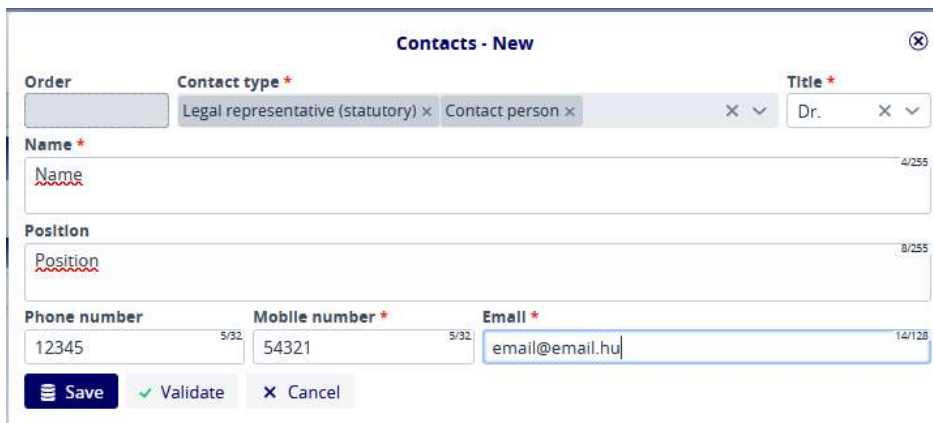 Contacts - New
Order Contact type * Title *
Legal representative (statutory) × Contact person × Dr.
Name *
Name 4/255
Position
Position 8/255
Phone number Mobile number * Email *
12345 5/32 54321 5/32 email@email.hu 14/128
Save Validate Cancel